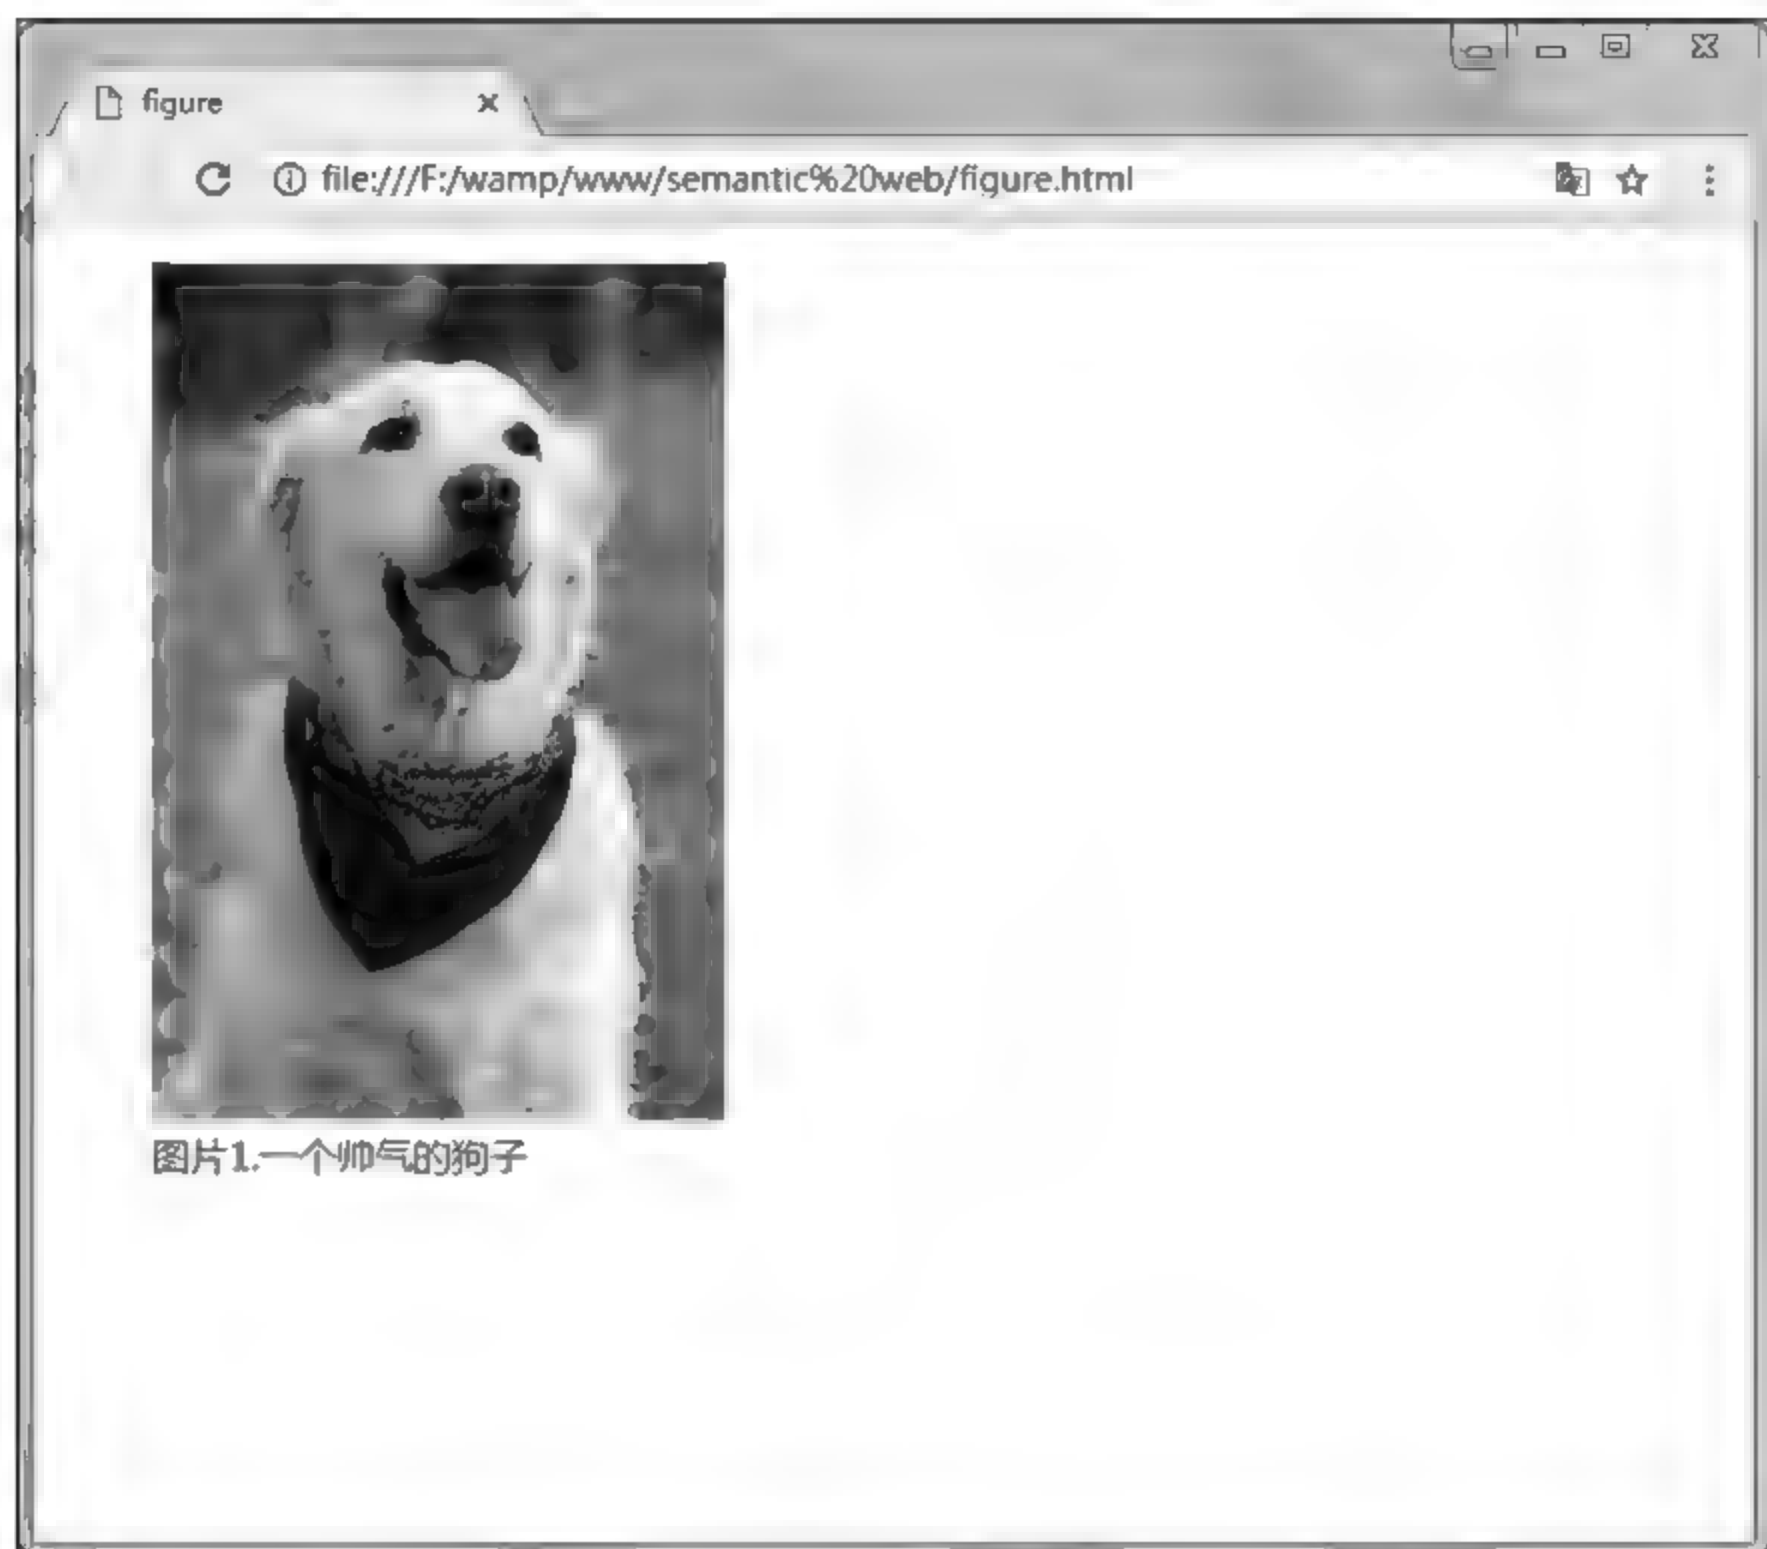 figure
file:///F:/wamp/www/semantic%20web/figure.html
图片1.一个帅气的狗子